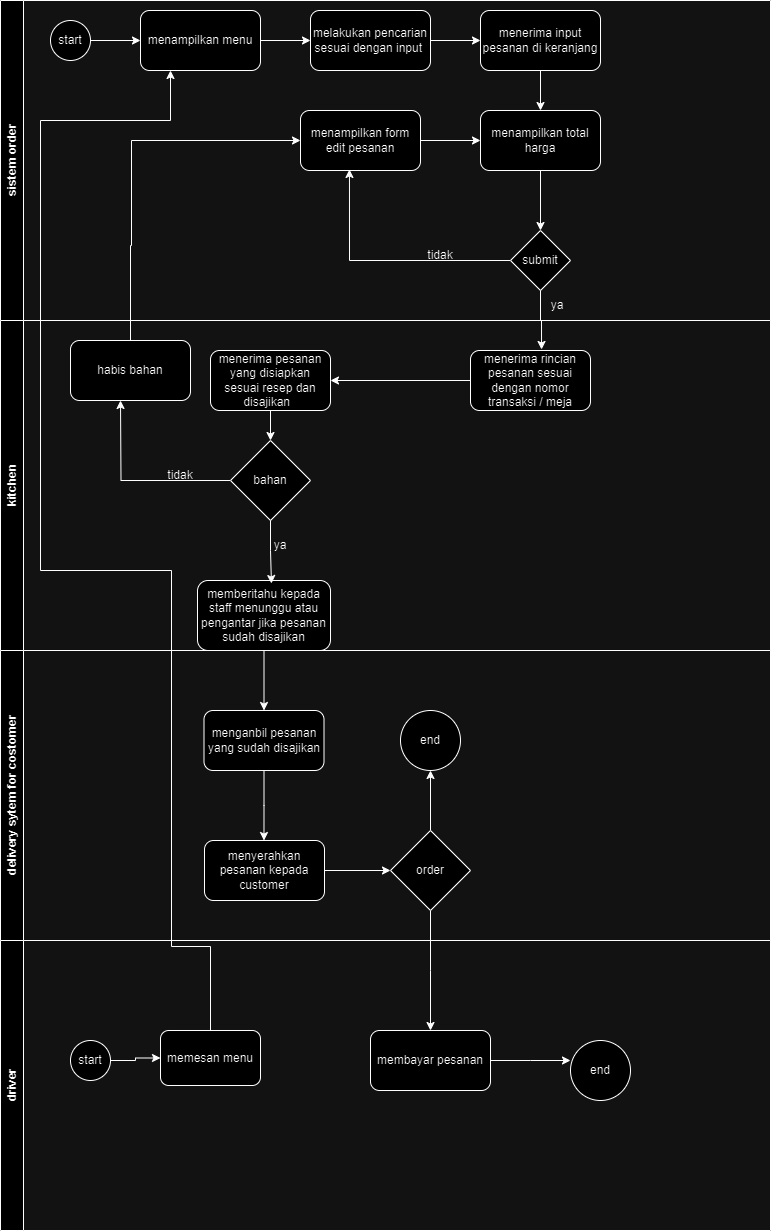 sistem order
start
menampilkan menu
melakukan pencarian
sesuai dengan input
menerima input
pesanan di keranjang
menampilkan form
edit pesanan
menampilkan total
harga
tidak
submit
ya
kitchen
habis bahan
menerima pesanan
yang disiapkan
sesuai resep dan
disajikan
menerima rincian
pesanan sesuai
dengan nomor
transaksi / meja
tidak
bahan
ya
memberitahu kepada
staff menunggu atau
pengantar jika pesanan
sudah disajikan
delivery sytem for costomer
menganbil pesanan
yang sudah disajikan
end
menyerahkan
pesanan kepada
customer
order
driver
start
memesan menu
membayar pesanan
end